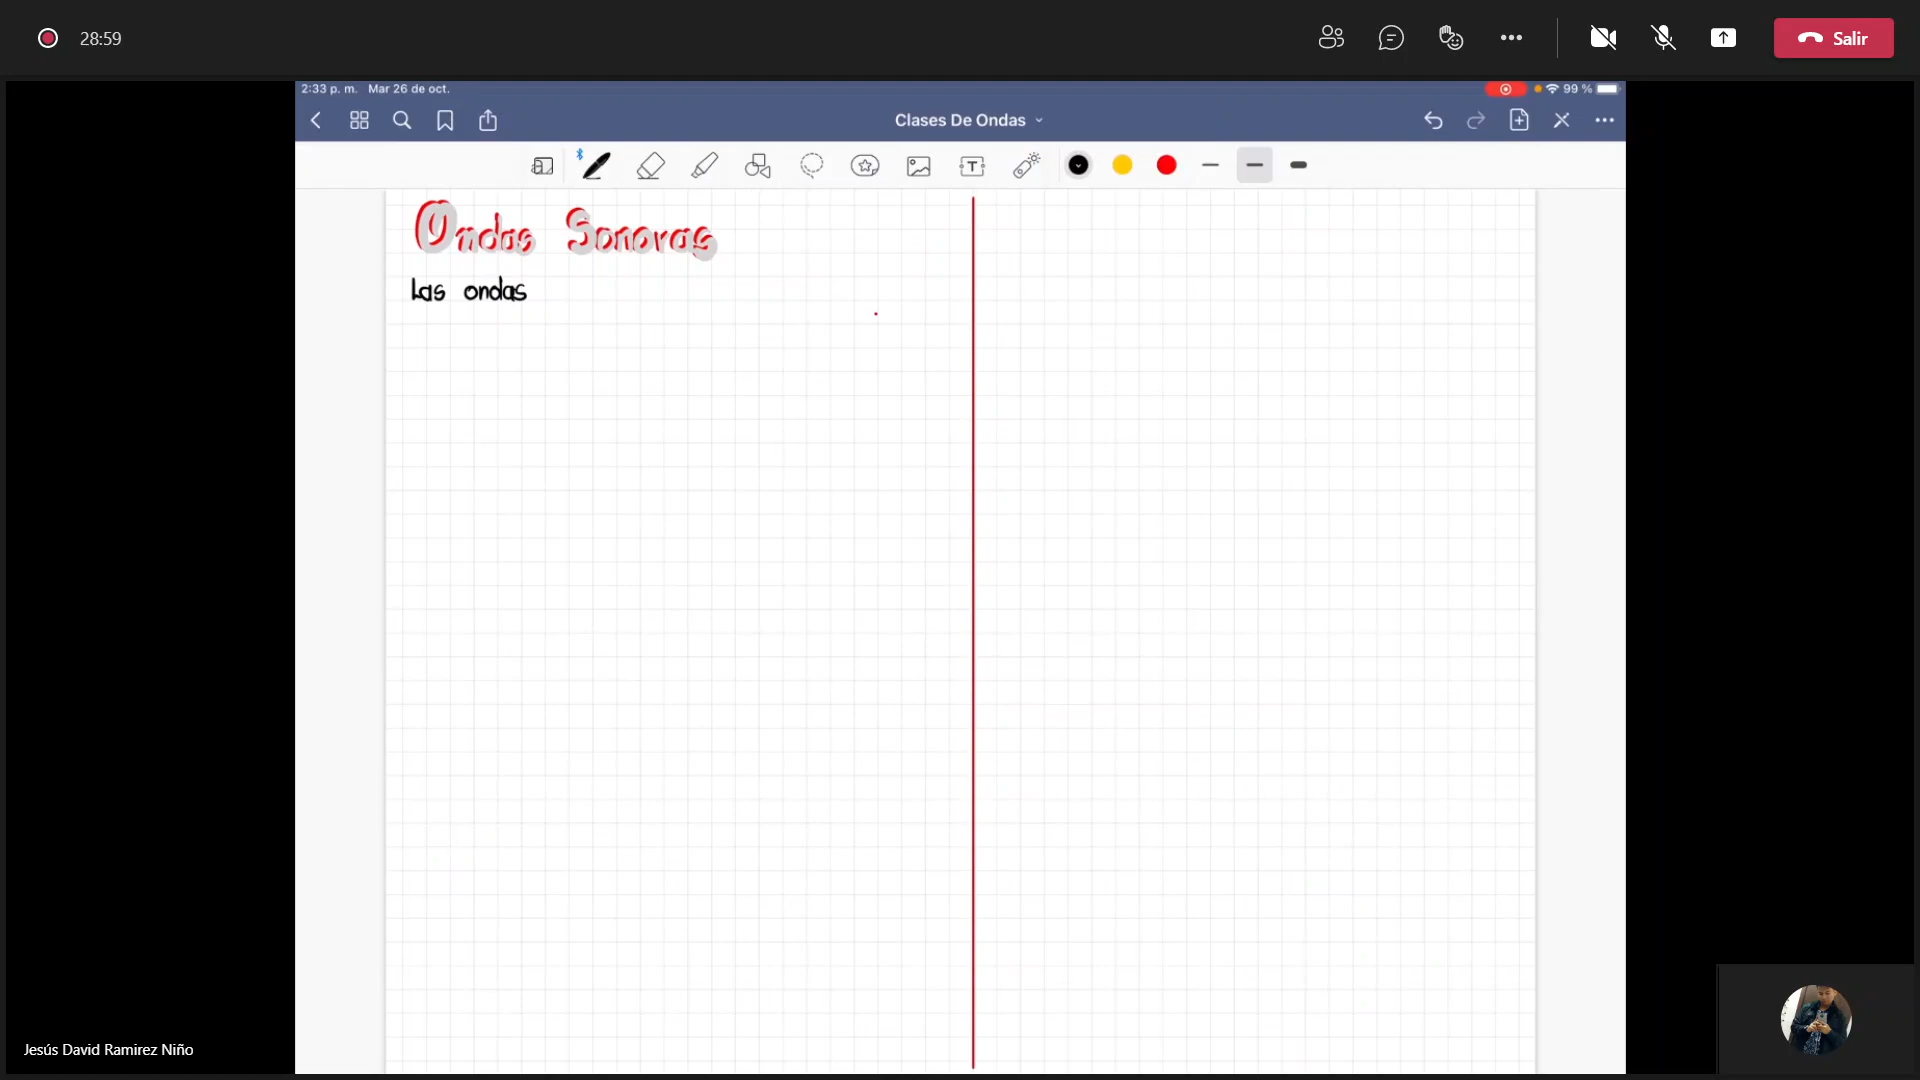 28:59
Salir
2:33 p. m. Mar 26 de oct.
99 %
Clases De Ondas
T
Ondas Sonoras
Las ondas
Jesús David Ramirez Niño